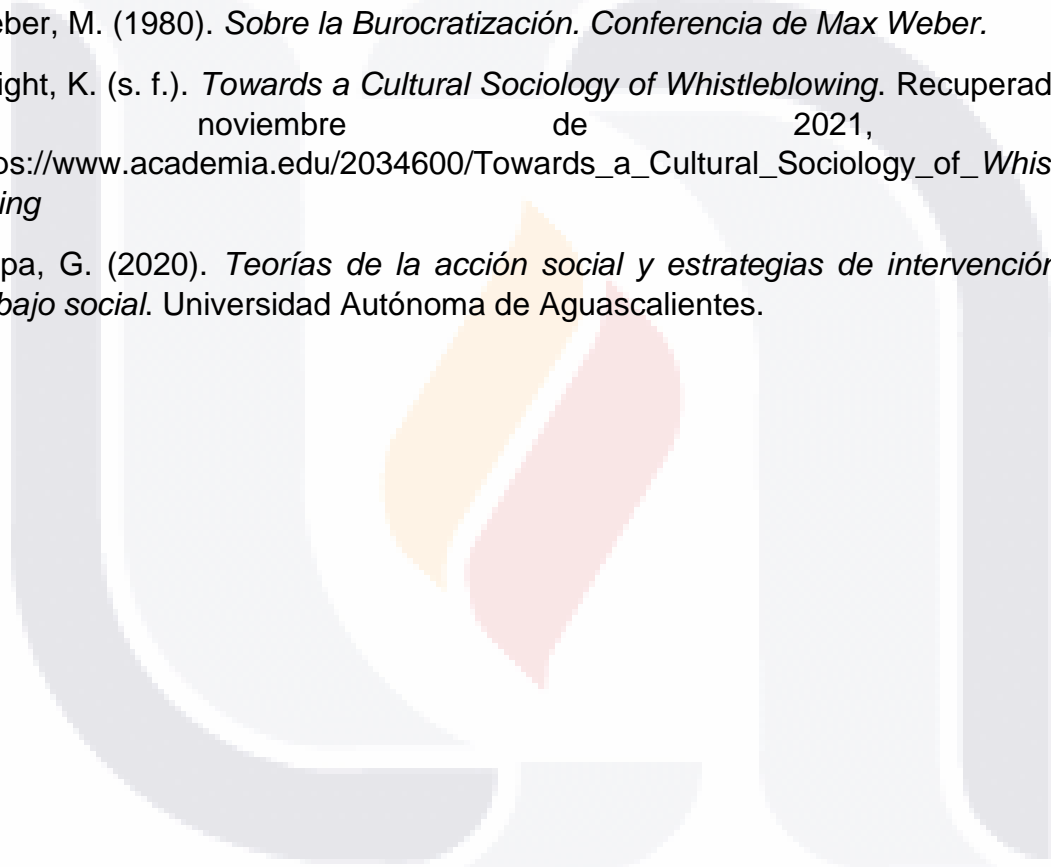 eber, M. (1980). Sobre la Burocratización. Conferencia de Max Weber.
ight, K. (s. f.). Towards a Cultural Sociology of Whistleblowing. Recuperad
noviembre de 2021,
os://www.academia.edu/2034600/Towards_a_Cultural_Sociology_of_Whis
ing
pa, G. (2020). Teorías de la acción social y estrategias de intervención
bajo social. Universidad Autónoma de Aguascalientes.